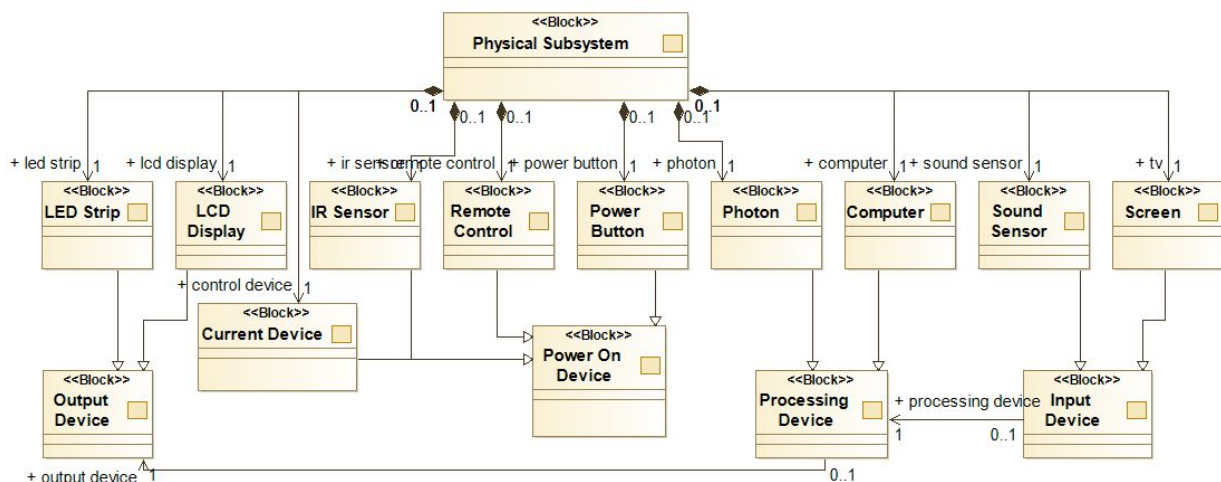 <<Block>>
Physical Subsystem
0..1
0..1
0..1
0..1
0..1
0..1
+ led strip 1
+ lcd display 1
+ ir sensor 1
+ remote control 1
+ power button 1
+ photon 1
+ computer 1
+ sound sensor 1
+ tv 1
<<Block>>
LED Strip
<<Block>>
LCD
Display
<<Block>>
IR Sensor
<<Block>>
Remote
Control
<<Block>>
Power
Button
<<Block>>
Photon
<<Block>>
Computer
<<Block>>
Sound
Sensor
<<Block>>
Screen
+ control device 1
<<Block>>
Current Device
<<Block>>
Power On
Device
<<Block>>
Output
Device
<<Block>>
Processing
Device
+ processing device
1
0..1
<<Block>>
Input
Device
+ output device 1
0..1